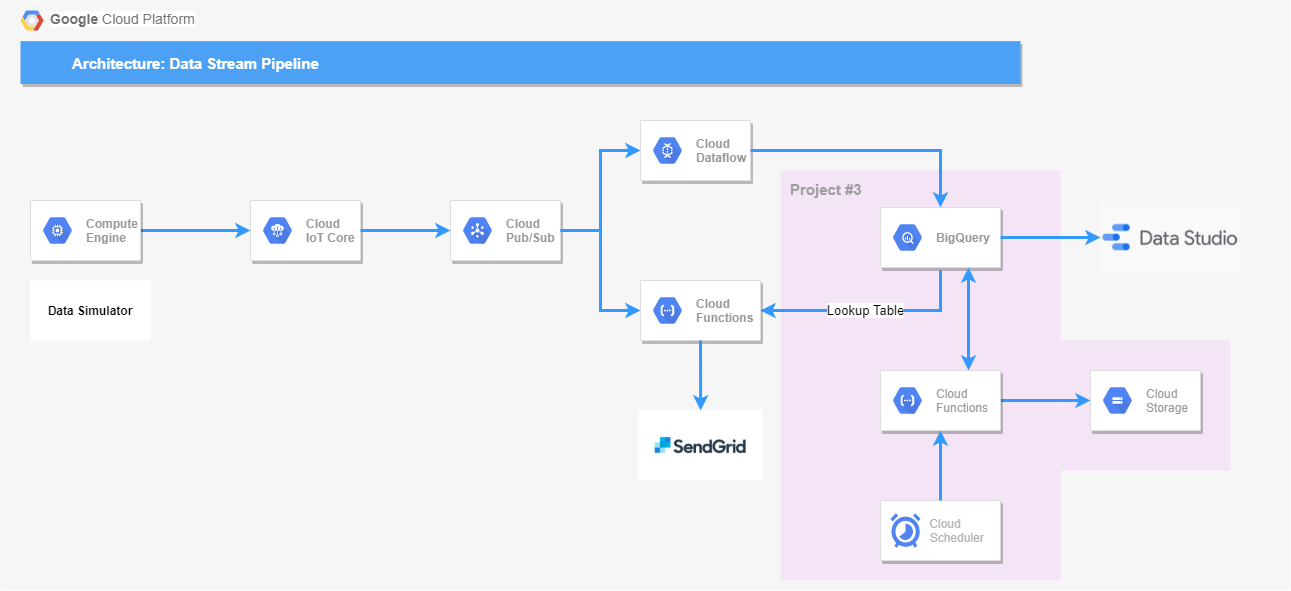 Google Cloud Platform
Architecture: Data Stream Pipeline
Cloud
Dataflow
Project #3
Compute
Engine
Cloud
IoT Core
Cloud
Pub/Sub
BigQuery
Data Studio
Data Simulator
Cloud
Functions
Lookup Table
Cloud
Functions
Cloud
Storage
SendGrid
Cloud
Scheduler